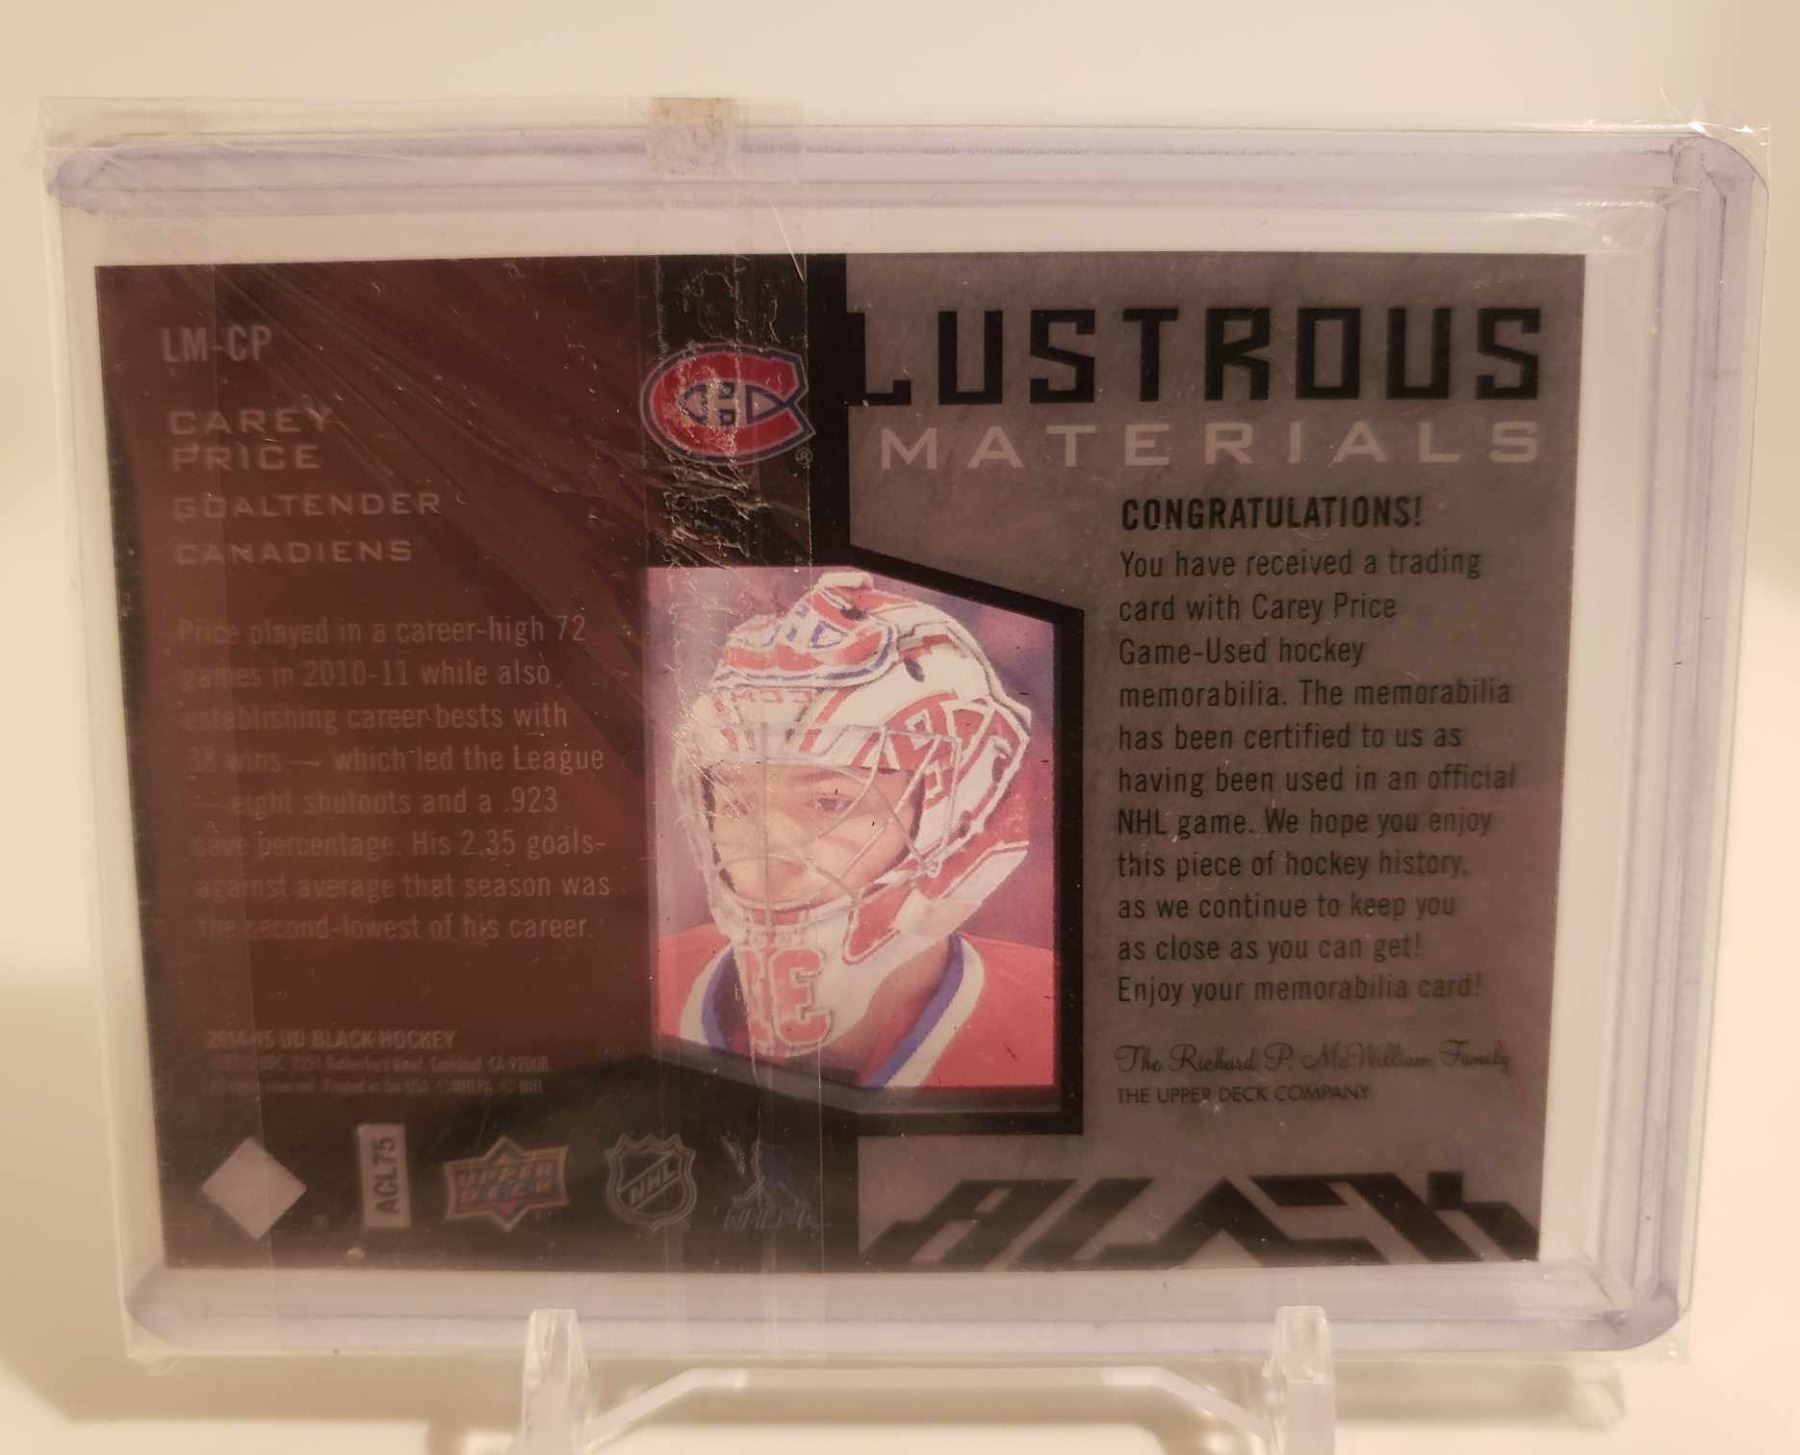 LM-CP
CAREY
PRICE
GOALTENDER
CANADIENS
Price played in a career-high 72
games in 2010-11 while also
establishing career bests with
38 wins — which led the League
— eight shutouts and a .923
save percentage. His 2.35 goals-
against average that season was
the second-lowest of his career.
2014-15 UD BLACK HOCKEY
ACL75
UPPER
DECK
NHL
NHLPA
LUSTROUS
MATERIALS
CONGRATULATIONS!
You have received a trading
card with Carey Price
Game-Used hockey
memorabilia. The memorabilia
has been certified to us as
having been used in an official
NHL game. We hope you enjoy
this piece of hockey history,
as we continue to keep you
as close as you can get!
Enjoy your memorabilia card!
The Richard P. McWilliam Family
THE UPPER DECK COMPANY
BLACK